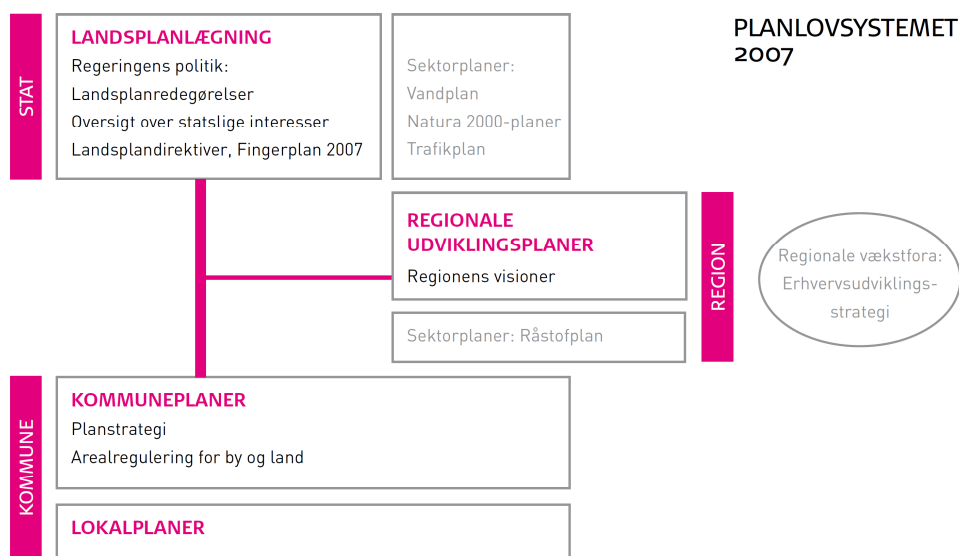 PLANLOVSYSTEMET
2007
STAT
LANDSPLANLÆGNING
Regeringens politik:
Landsplanredegørelser
Oversigt over statslige interesser
Landsplandirektiver, Fingerplan 2007
Sektorplaner:
Vandplan
Natura 2000-planer
Trafikplan
REGIONALE
UDVIKLINGSPLANER
Regionens visioner
Sektorplaner: Råstofplan
REGION
Regionale vækstfora:
Erhvervsudviklings-
strategi
KOMMUNE
KOMMUNEPLANER
Planstrategi
Arealregulering for by og land
LOKALPLANER